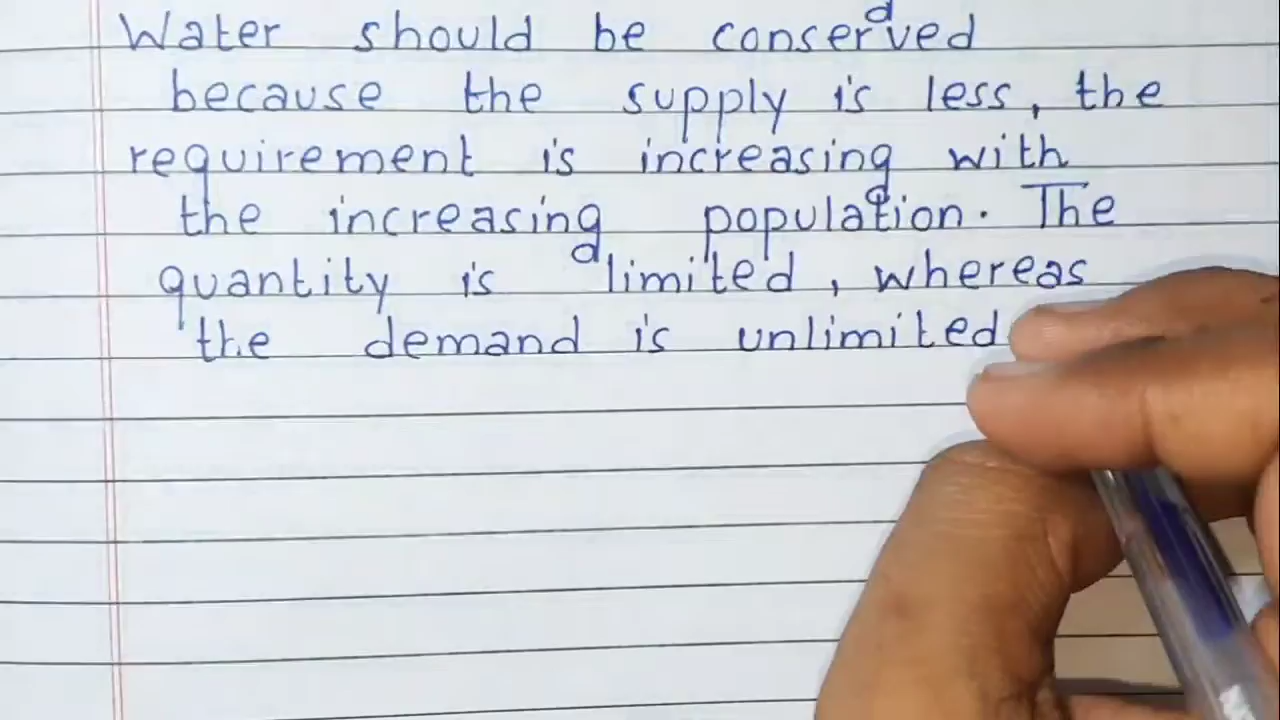 Water should be conserved
because the supply is less, the
requirement is increasing with
the increasing population. The
quantity is limited, whereas
the demand is unlimited